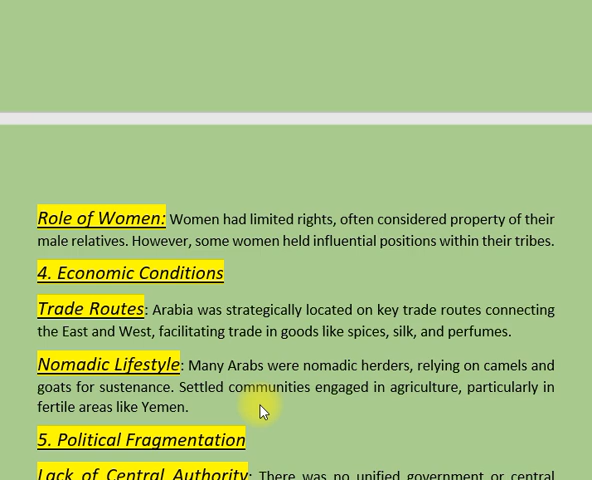 Role of Women: Women had limited rights, often considered property of their
male relatives. However, some women held influential positions within their tribes.
4. Economic Conditions
Trade Routes: Arabia was strategically located on key trade routes connecting
the East and West, facilitating trade in goods like spices, silk, and perfumes.
Nomadic Lifestyle: Many Arabs were nomadic herders, relying on camels and
goats for sustenance. Settled communities engaged in agriculture, particularly in
fertile areas like Yemen.
5. Political Fragmentation
Lack of Central Authority: There was no unified government or central